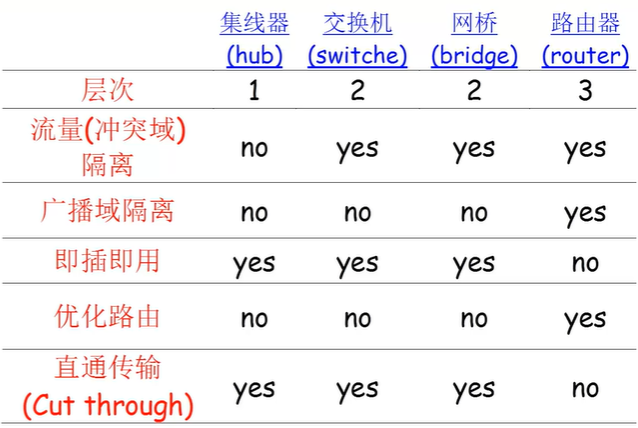 集线器 交换机 网桥 路由器
(hub) (switche) (bridge) (router)
层次 1 2 2 3
流量(冲突域)
隔离 no yes yes yes
广播域隔离 no no no yes
即插即用 yes yes yes no
优化路由 no no no yes
直通传输
(Cut through) yes yes yes no